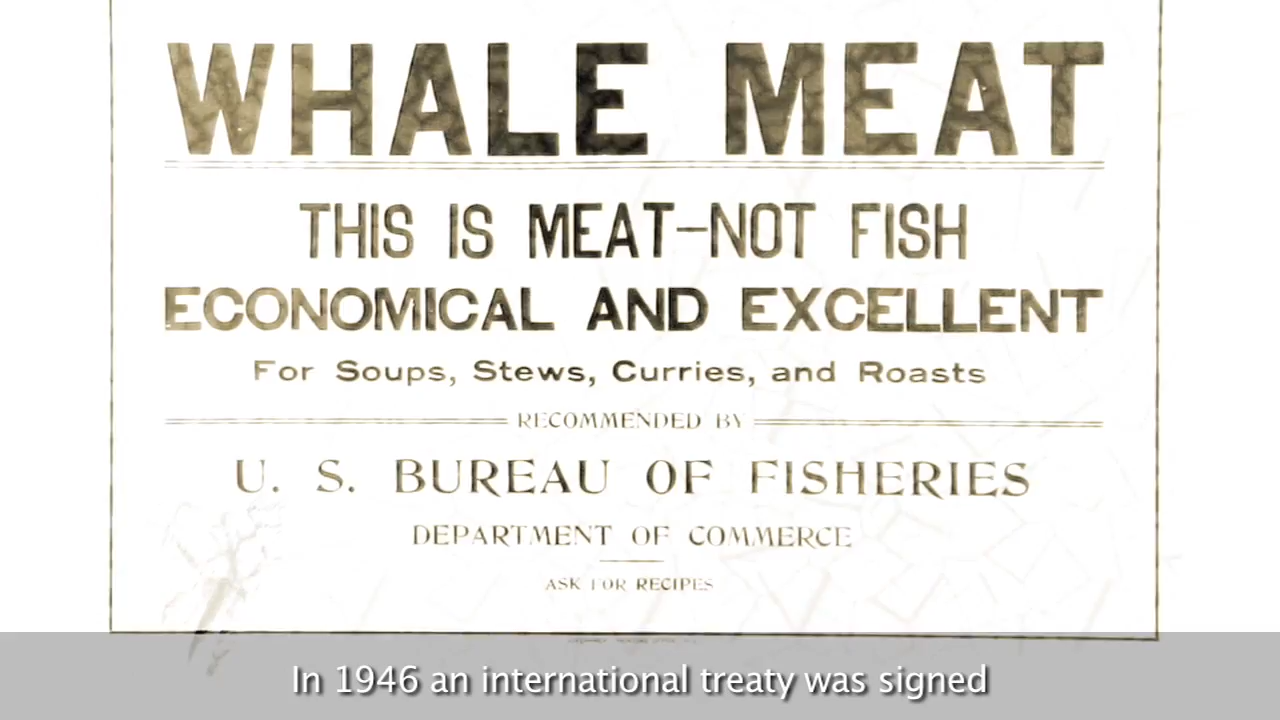 WHALE MEAT
THIS IS MEAT—NOT FISH
ECONOMICAL AND EXCELLENT
For Soups, Stews, Curries, and Roasts
RECOMMENDED BY
U. S. BUREAU OF FISHERIES
DEPARTMENT OF COMMERCE
ASK FOR RECIPES
In 1946 an international treaty was signed